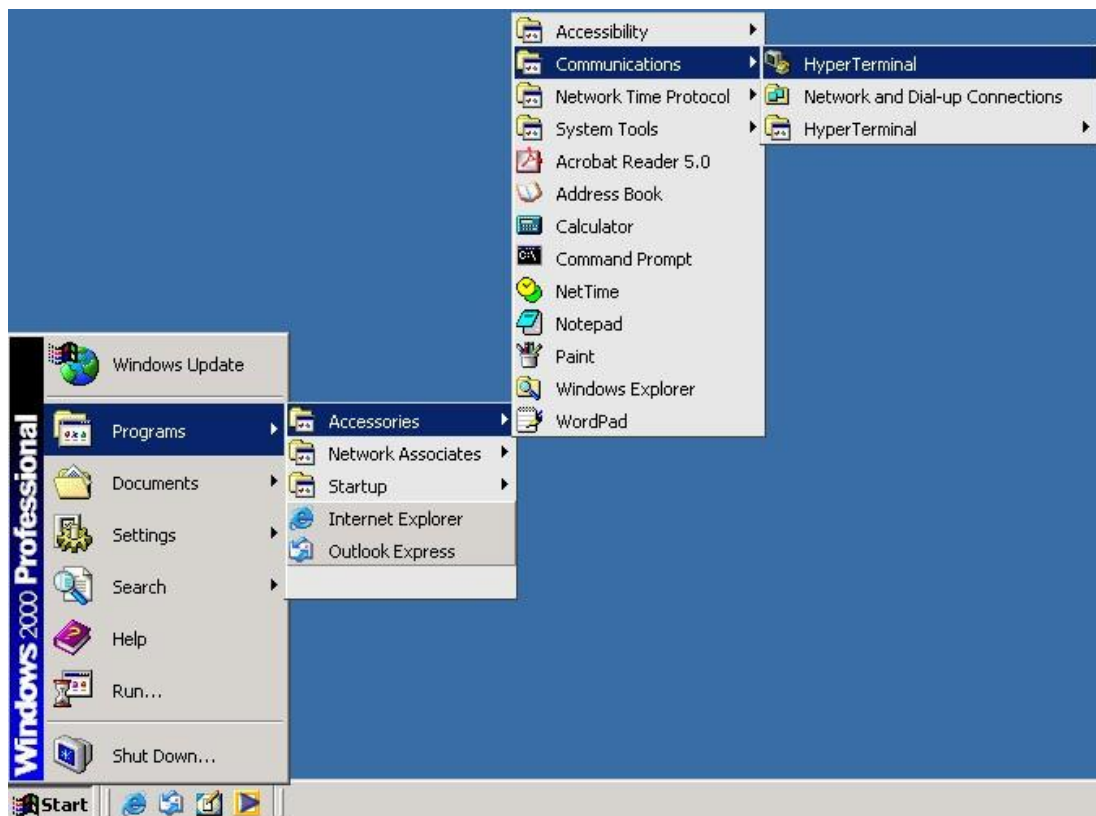 Accessibility
Communications
Network Time Protocol
System Tools
Acrobat Reader 5.0
Address Book
Calculator
Command Prompt
NetTime
Notepad
Paint
Windows Explorer
WordPad
HyperTerminal
Network and Dial-up Connections
HyperTerminal
Windows 2000 Professional
Windows Update
Programs
Documents
Settings
Search
Help
Run...
Shut Down...
Accessories
Network Associates
Startup
Internet Explorer
Outlook Express
Start